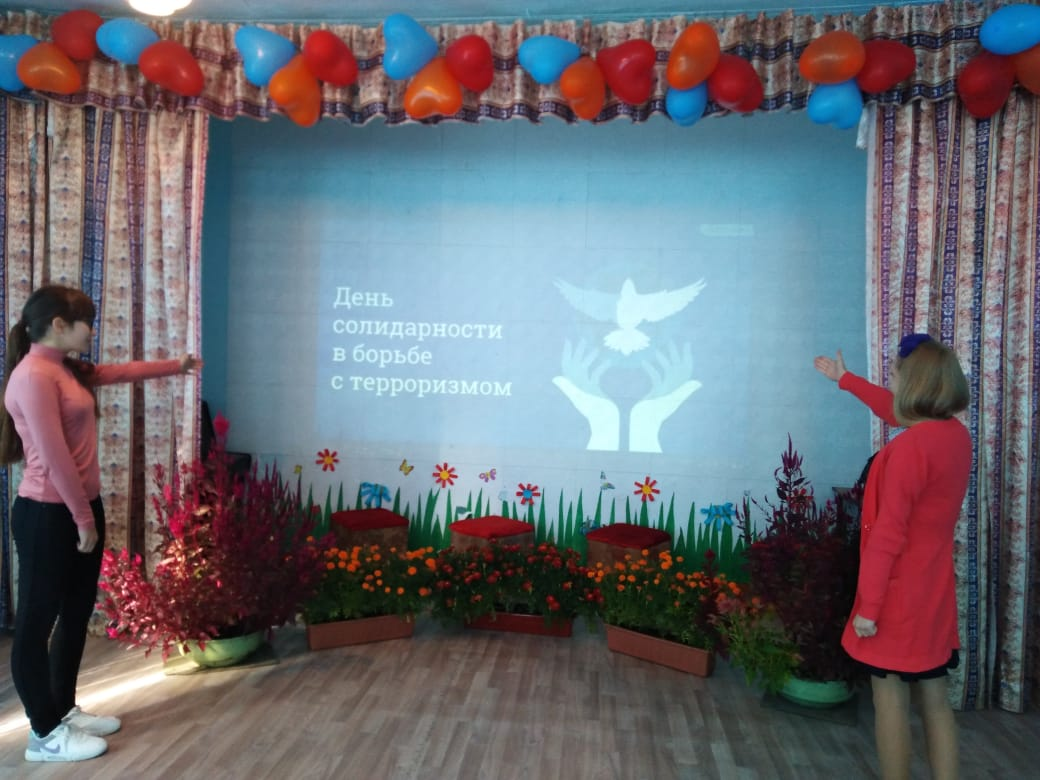 День
солидарности
в борьбе
с терроризмом